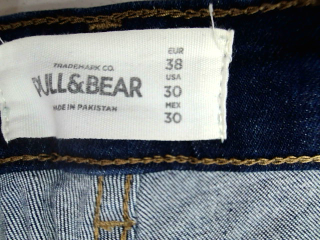 TRADEMARK CO.
PULL&BEAR
MADE IN PAKISTAN
EUR
38
USA
30
MEX
30